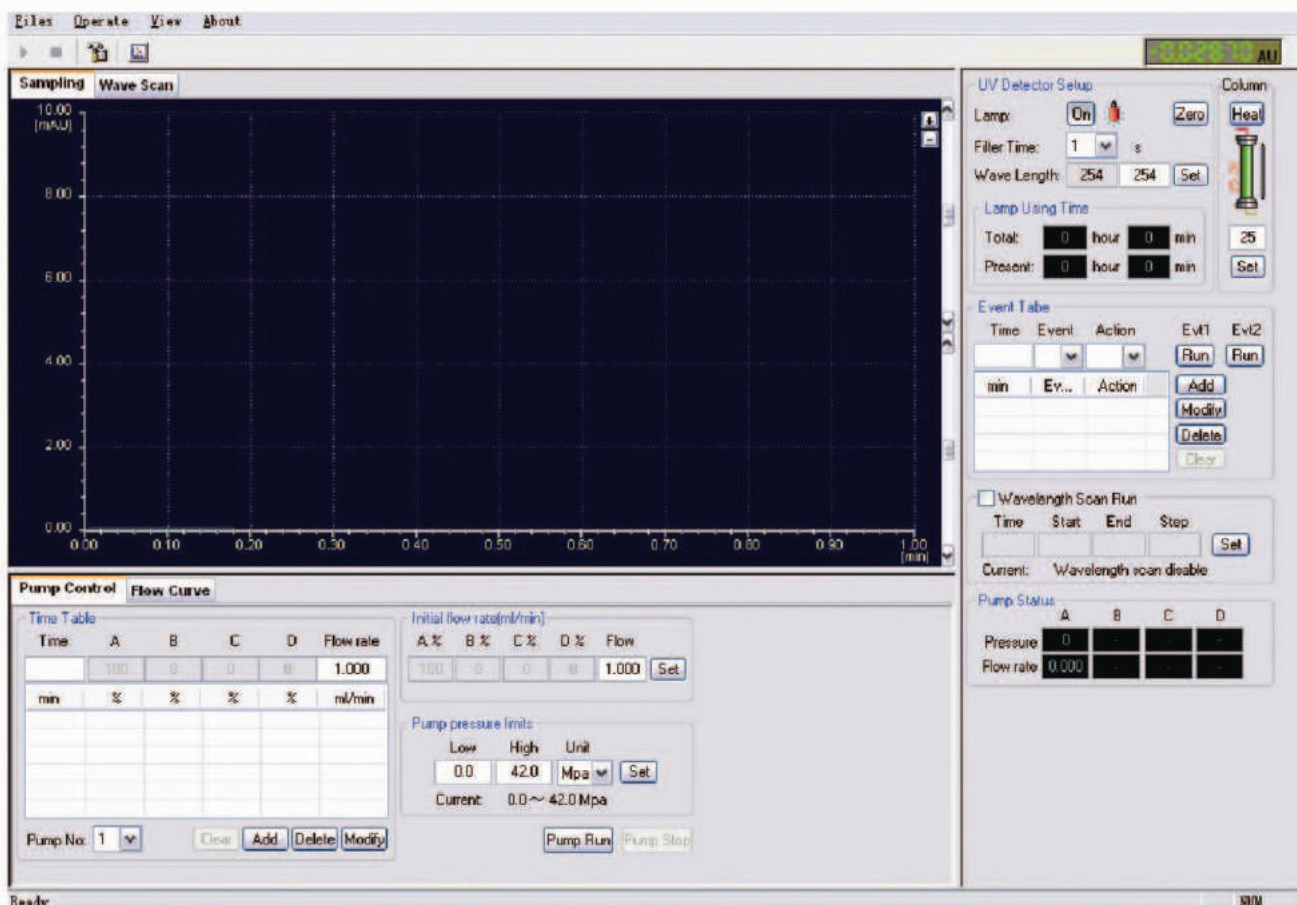 Files Operate View About
AU
Sampling Wave Scan
10.00
[mAU]
8.00
6.00
4.00
2.00
0.00
0.00 0.10 0.20 0.30 0.40 0.50 0.60 0.70 0.80 0.90 1.00
[min]
UV Detector Setup
Lamp: On Zero
Filter Time: 1 s
Wave Length: 254 254 Set
Lamp Using Time
Total: 0 hour 0 min
Present: 0 hour 0 min
Column
Heat
25
Set
Event Tabe
Time Event Action Evt1 Evt2
Run Run
min Ev... Action Add
Modify
Delete
Clear
Wavelength Scan Run
Time Start End Step
Set
Current: Wavelength scan disable
Pump Status
A B C D
Pressure 0 - - -
Flow rate 0.000 - - -
Pump Control Flow Curve
Time Table
Time A B C D Flow rate
100 0 0 0 1.000
min % % % % ml/min
Pump No: 1 Clear Add Delete Modify
Initial flow rate(ml/min)
A % B % C % D % Flow
100 0 0 0 1.000 Set
Pump pressure limits
Low High Unit
0.0 42.0 Mpa Set
Current: 0.0～ 42.0 Mpa
Pump Run Pump Stop
Ready NUM